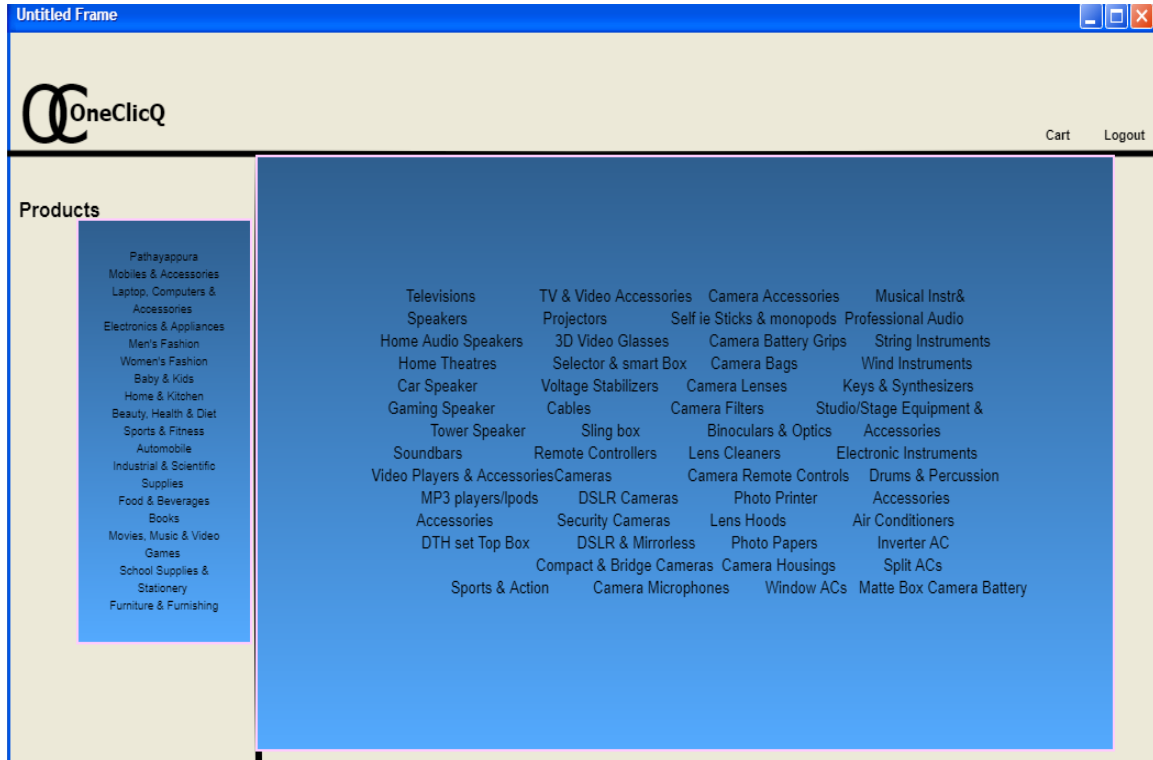 Untitled Frame
OC OneClicQ
Cart Logout
Products
Pathayappura
Mobiles & Accessories
Laptop, Computers &
Accessories
Electronics & Appliances
Men's Fashion
Women's Fashion
Baby & Kids
Home & Kitchen
Beauty, Health & Diet
Sports & Fitness
Automobile
Industrial & Scientific
Supplies
Food & Beverages
Books
Movies, Music & Video
Games
School Supplies &
Stationery
Furniture & Furnishing
Televisions TV & Video Accessories Camera Accessories Musical Instr&
Speakers Projectors Self ie Sticks & monopods Professional Audio
Home Audio Speakers 3D Video Glasses Camera Battery Grips String Instruments
Home Theatres Selector & smart Box Camera Bags Wind Instruments
Car Speaker Voltage Stabilizers Camera Lenses Keys & Synthesizers
Gaming Speaker Cables Camera Filters Studio/Stage Equipment &
Tower Speaker Sling box Binoculars & Optics Accessories
Soundbars Remote Controllers Lens Cleaners Electronic Instruments
Video Players & AccessoriesCameras Camera Remote Controls Drums & Percussion
MP3 players/Ipods DSLR Cameras Photo Printer Accessories
Accessories Security Cameras Lens Hoods Air Conditioners
DTH set Top Box DSLR & Mirrorless Photo Papers Inverter AC
Compact & Bridge Cameras Camera Housings Split ACs
Sports & Action Camera Microphones Window ACs Matte Box Camera Battery